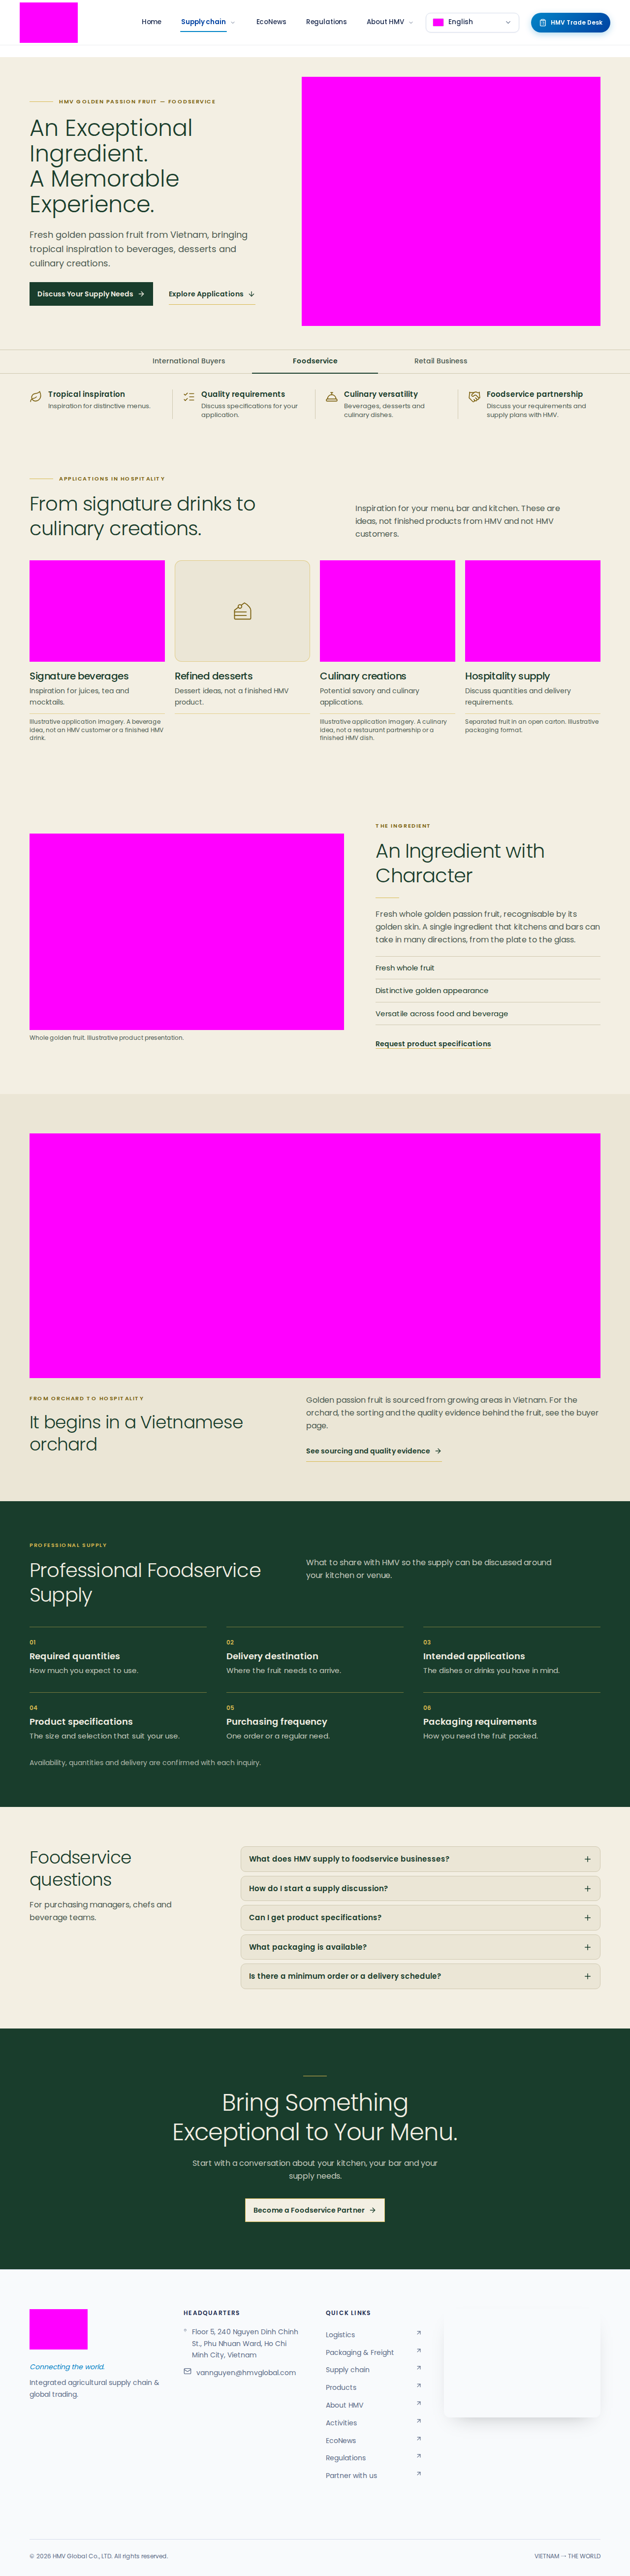 Home
Supply chain
EcoNews
Regulations
About HMV
English
HMV Trade Desk
HMV GOLDEN PASSION FRUIT — FOODSERVICE
An Exceptional
Ingredient.
A Memorable
Experience.
Fresh golden passion fruit from Vietnam, bringing
tropical inspiration to beverages, desserts and
culinary creations.
Discuss Your Supply Needs
Explore Applications
International Buyers
Foodservice
Retail Business
Tropical inspiration
Inspiration for distinctive menus.
Quality requirements
Discuss specifications for your
application.
Culinary versatility
Beverages, desserts and
culinary dishes.
Foodservice partnership
Discuss your requirements and
supply plans with HMV.
APPLICATIONS IN HOSPITALITY
From signature drinks to
culinary creations.
Inspiration for your menu, bar and kitchen. These are
ideas, not finished products from HMV and not HMV
customers.
Signature beverages
Inspiration for juices, tea and
mocktails.
Illustrative application imagery. A beverage
idea, not an HMV customer or a finished HMV
drink.
Refined desserts
Dessert ideas, not a finished HMV
product.
Culinary creations
Potential savory and culinary
applications.
Illustrative application imagery. A culinary
idea, not a restaurant partnership or a
finished HMV dish.
Hospitality supply
Discuss quantities and delivery
requirements.
Separated fruit in an open carton. Illustrative
packaging format.
THE INGREDIENT
An Ingredient with
Character
Fresh whole golden passion fruit, recognisable by its
golden skin. A single ingredient that kitchens and bars can
take in many directions, from the plate to the glass.
Fresh whole fruit
Distinctive golden appearance
Versatile across food and beverage
Request product specifications
Whole golden fruit. Illustrative product presentation.
FROM ORCHARD TO HOSPITALITY
It begins in a Vietnamese
orchard
Golden passion fruit is sourced from growing areas in Vietnam. For the
orchard, the sorting and the quality evidence behind the fruit, see the buyer
page.
See sourcing and quality evidence
PROFESSIONAL SUPPLY
Professional Foodservice
Supply
What to share with HMV so the supply can be discussed around
your kitchen or venue.
01
Required quantities
How much you expect to use.
02
Delivery destination
Where the fruit needs to arrive.
03
Intended applications
The dishes or drinks you have in mind.
04
Product specifications
The size and selection that suit your use.
05
Purchasing frequency
One order or a regular need.
06
Packaging requirements
How you need the fruit packed.
Availability, quantities and delivery are confirmed with each inquiry.
Foodservice
questions
For purchasing managers, chefs and
beverage teams.
What does HMV supply to foodservice businesses?
How do I start a supply discussion?
Can I get product specifications?
What packaging is available?
Is there a minimum order or a delivery schedule?
Bring Something
Exceptional to Your Menu.
Start with a conversation about your kitchen, your bar and your
supply needs.
Become a Foodservice Partner
Connecting the world.
Integrated agricultural supply chain &
global trading.
HEADQUARTERS
Floor 5, 240 Nguyen Dinh Chinh
St., Phu Nhuan Ward, Ho Chi
Minh City, Vietnam
vannguyen@hmvglobal.com
QUICK LINKS
Logistics
Packaging & Freight
Supply chain
Products
About HMV
Activities
EcoNews
Regulations
Partner with us
© 2026 HMV Global Co., LTD. All rights reserved.
VIETNAM → THE WORLD